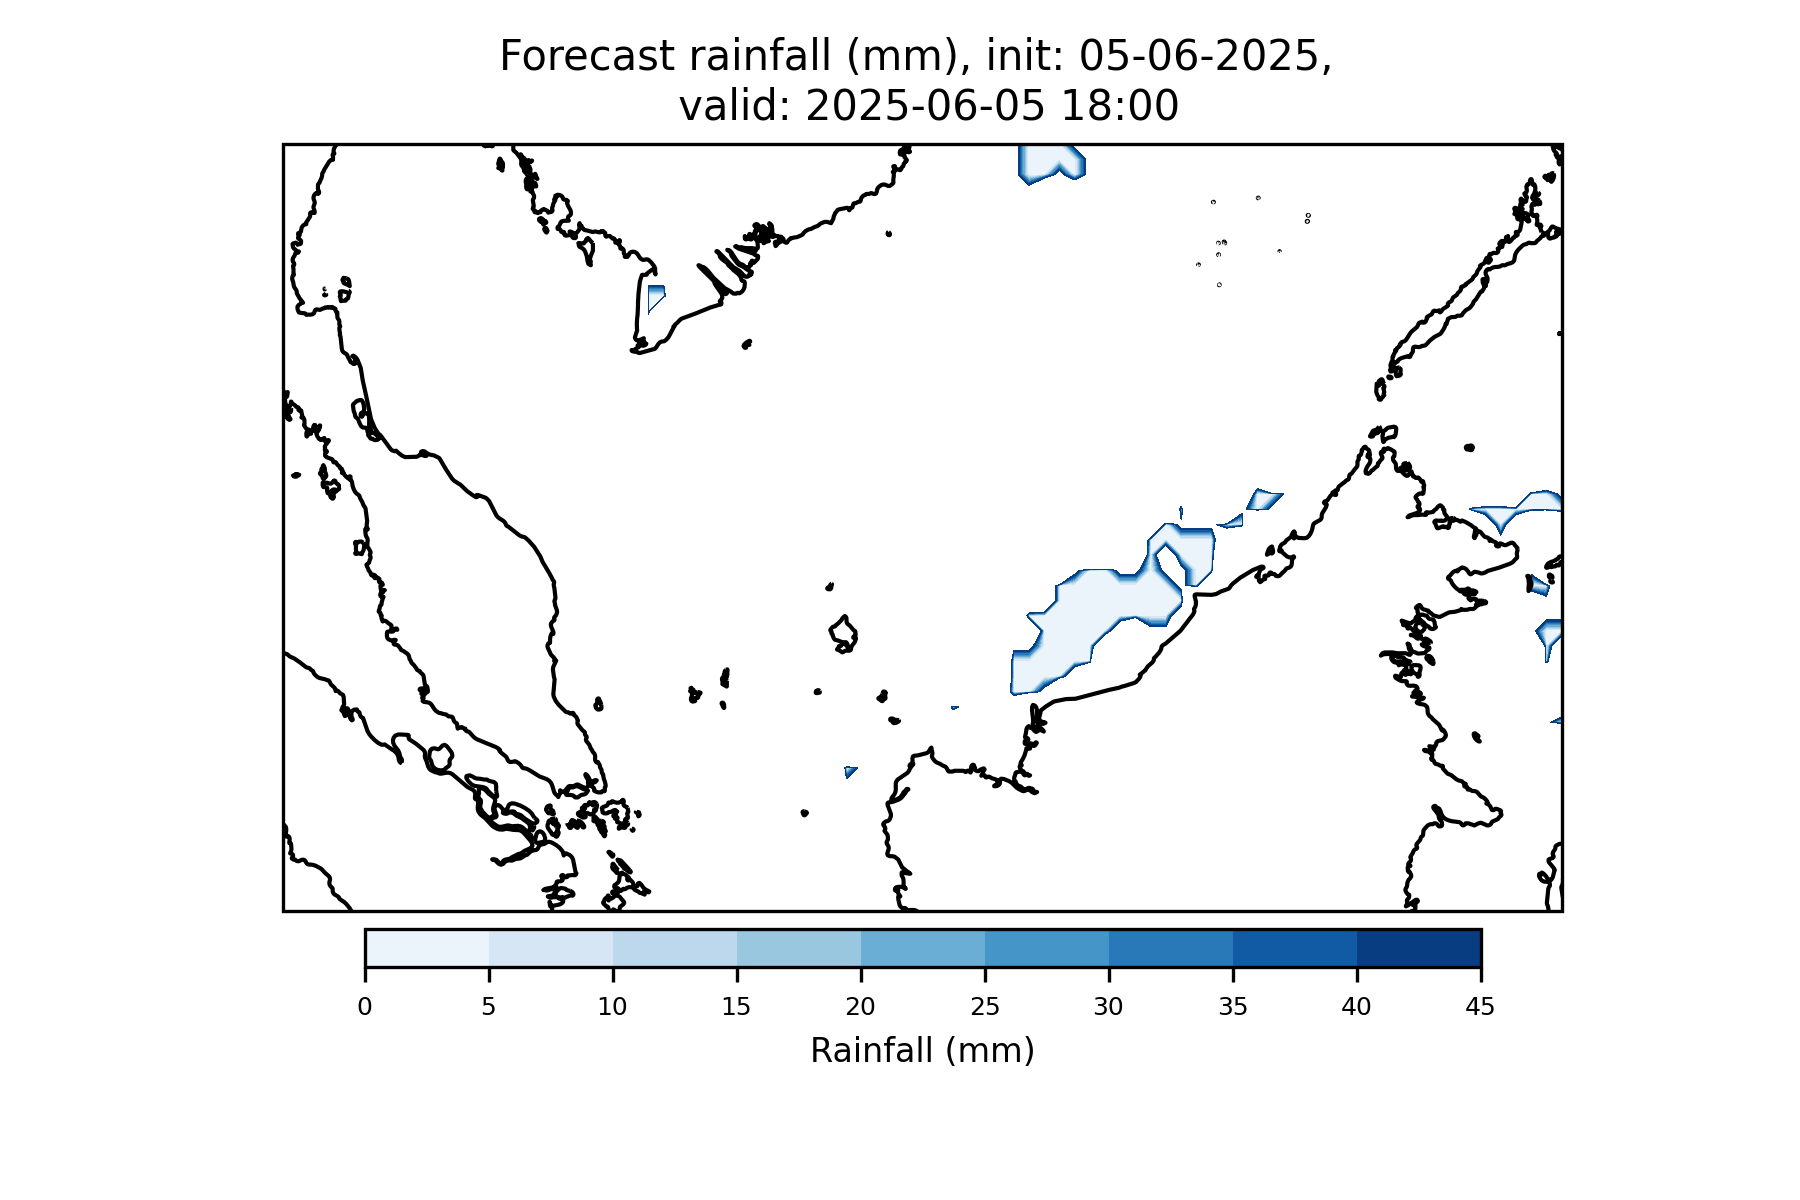 Forecast rainfall (mm), init: 05-06-2025,
valid: 2025-06-05 18:00
0 5 10 15 20 25 30 35 40 45
Rainfall (mm)